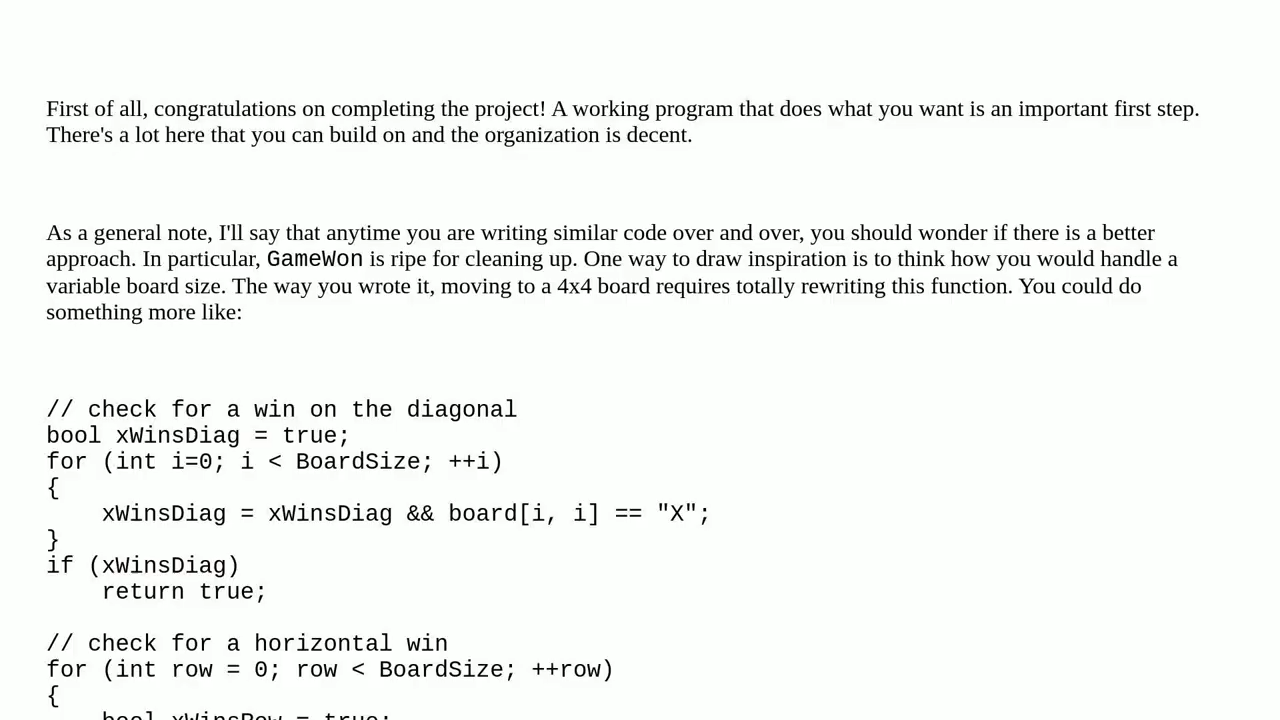 First of all, congratulations on completing the project! A working program that does what you want is an important first step.
There's a lot here that you can build on and the organization is decent.
As a general note, I'll say that anytime you are writing similar code over and over, you should wonder if there is a better
approach. In particular, GameWon is ripe for cleaning up. One way to draw inspiration is to think how you would handle a
variable board size. The way you wrote it, moving to a 4x4 board requires totally rewriting this function. You could do
something more like:
// check for a win on the diagonal
bool xWinsDiag = true;
for (int i=0; i < BoardSize; ++i)
{
    xWinsDiag = xWinsDiag && board[i, i] == "X";
}
if (xWinsDiag)
    return true;
// check for a horizontal win
for (int row = 0; row < BoardSize; ++row)
{
    bool xWinsRow = true;